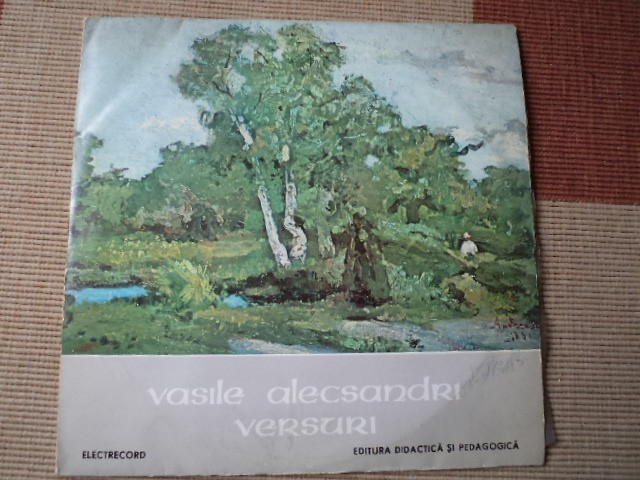 vasile alecsandri
versuri
ELECTRECORD
EDITURA DIDACTICĂ ȘI PEDAGOGICĂ